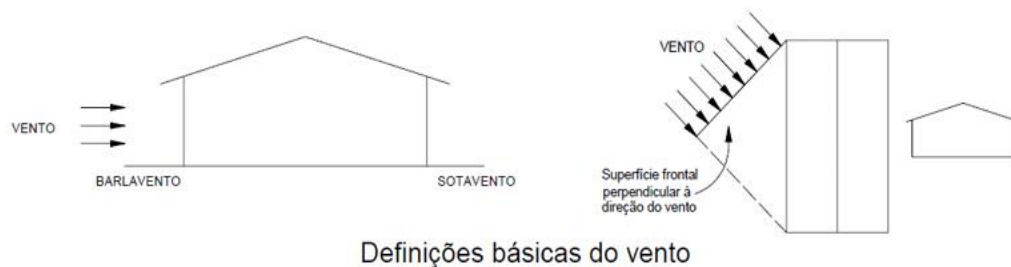 VENTO
BARLAVENTO
SOTAVENTO
VENTO
Superfície frontal
perpendicular à
direção do vento
Definições básicas do vento